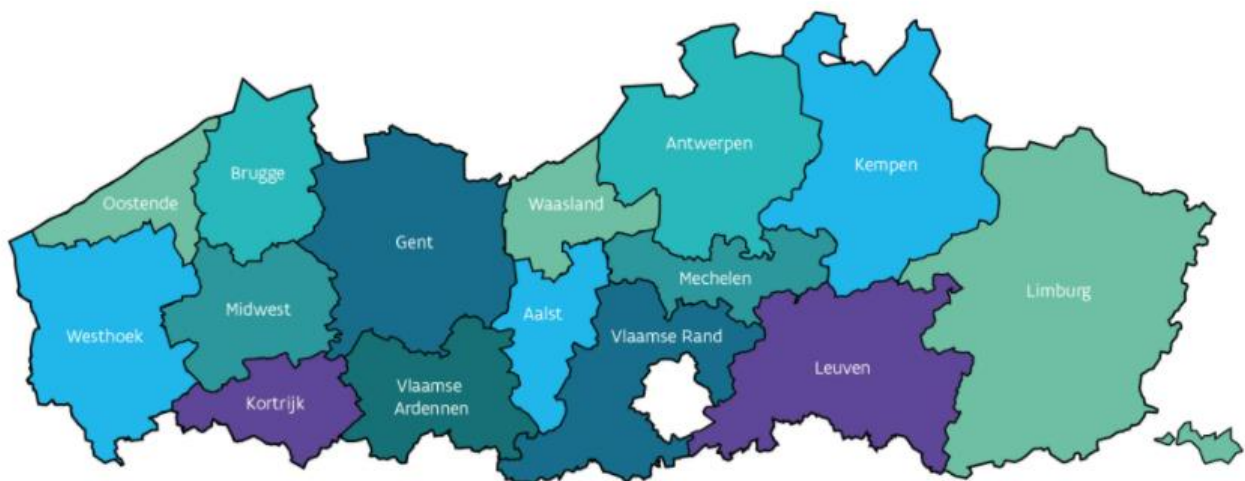 Antwerpen
Kempen
Brugge
Oostende
Waasland
Gent
Mechelen
Limburg
Midwest
Aalst
Westhoek
Vlaamse Rand
Leuven
Vlaamse
Ardennen
Kortrijk